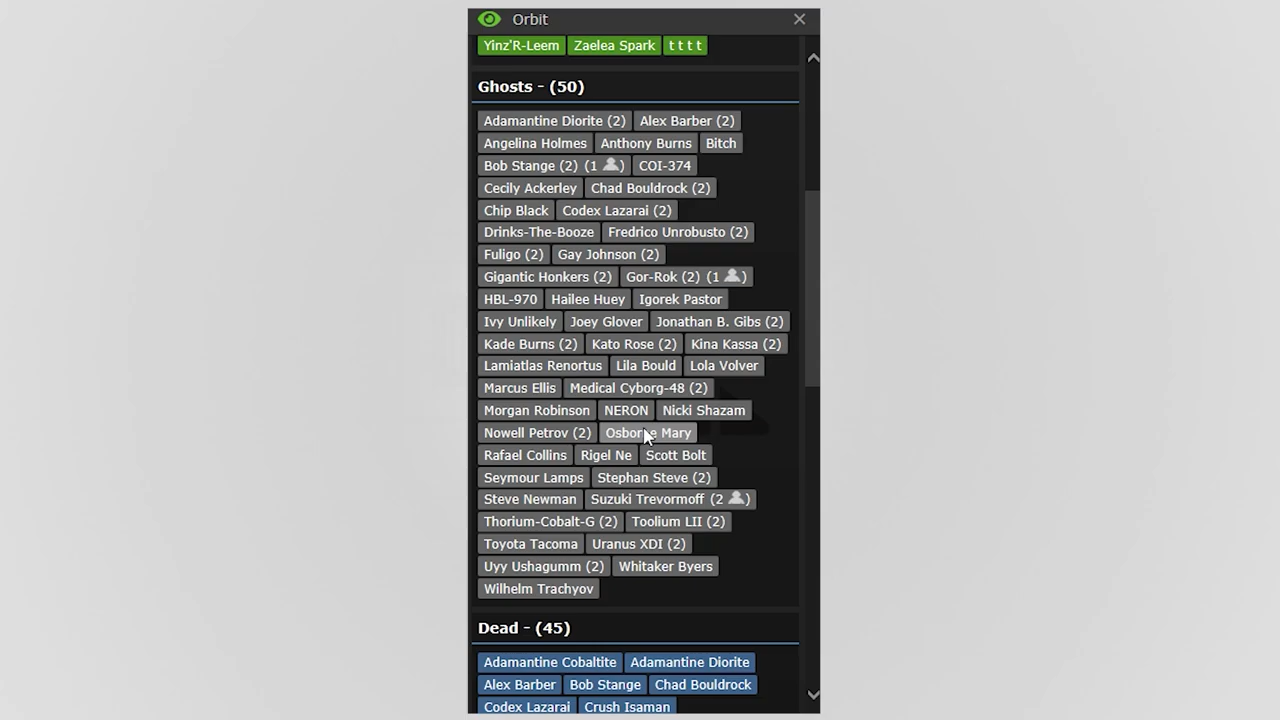 Orbit
Yinz'R-Leem Zaelea Spark t t t t
Ghosts - (50)
Adamantine Diorite (2) Alex Barber (2)
Angelina Holmes Anthony Burns Bitch
Bob Stange (2) (1 ) COI-374
Cecily Ackerley Chad Bouldrock (2)
Chip Black Codex Lazarai (2)
Drinks-The-Booze Fredrico Unrobusto (2)
Fuligo (2) Gay Johnson (2)
Gigantic Honkers (2) Gor-Rok (2) (1 )
HBL-970 Hailee Huey Igorek Pastor
Ivy Unlikely Joey Glover Jonathan B. Gibs (2)
Kade Burns (2) Kato Rose (2) Kina Kassa (2)
Lamiatlas Renortus Lila Bould Lola Volver
Marcus Ellis Medical Cyborg-48 (2)
Morgan Robinson NERON Nicki Shazam
Nowell Petrov (2) Osborne Mary
Rafael Collins Rigel Ne Scott Bolt
Seymour Lamps Stephan Steve (2)
Steve Newman Suzuki Trevormoff (2 )
Thorium-Cobalt-G (2) Toolium LII (2)
Toyota Tacoma Uranus XDI (2)
Uyy Ushagumm (2) Whitaker Byers
Wilhelm Trachyov
Dead - (45)
Adamantine Cobaltite Adamantine Diorite
Alex Barber Bob Stange Chad Bouldrock
Codex Lazarai Crush Isaman